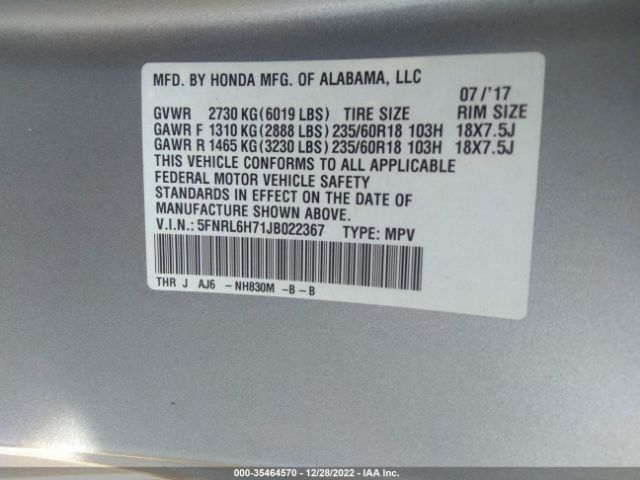 MFD. BY HONDA MFG. OF ALABAMA, LLC
07/'17
GVWR 2730 KG(6019 LBS) TIRE SIZE RIM SIZE
GAWR F 1310 KG(2888 LBS) 235/60R18 103H 18X7.5J
GAWR R 1465 KG(3230 LBS) 235/60R18 103H 18X7.5J
THIS VEHICLE CONFORMS TO ALL APPLICABLE
FEDERAL MOTOR VEHICLE SAFETY
STANDARDS IN EFFECT ON THE DATE OF
MANUFACTURE SHOWN ABOVE.
V.I.N.: 5FNRL6H71JB022367 TYPE: MPV
THR J AJ6 - NH830M -B - B
000-35464570 - 12/28/2022 - IAA Inc.